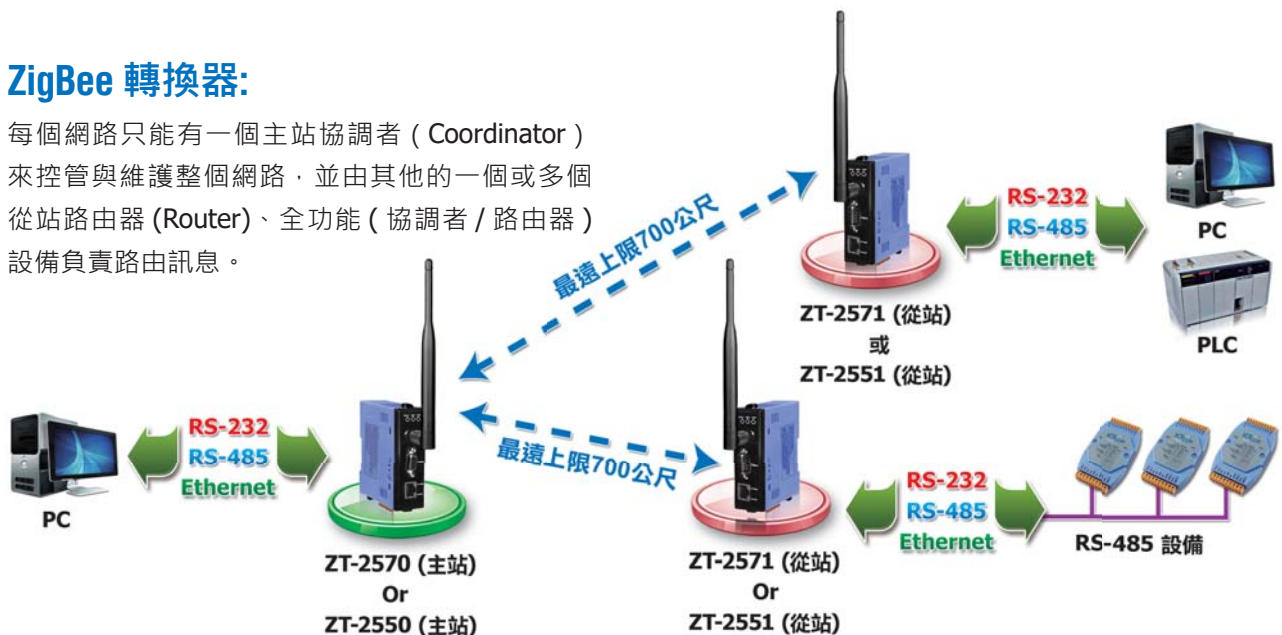 ZigBee 轉換器:
每個網路只能有一個主站協調者 ( Coordinator )
來控管與維護整個網路，並由其他的一個或多個
從站路由器 (Router)、全功能 ( 協調者 / 路由器 )
設備負責路由訊息。
最遠上限700公尺
RS-232
RS-485
Ethernet
PC
PLC
ZT-2571 (從站)
或
ZT-2551 (從站)
RS-232
RS-485
Ethernet
PC
最遠上限700公尺
ZT-2570 (主站)
Or
ZT-2550 (主站)
ZT-2571 (從站)
Or
ZT-2551 (從站)
RS-232
RS-485
Ethernet
RS-485 設備